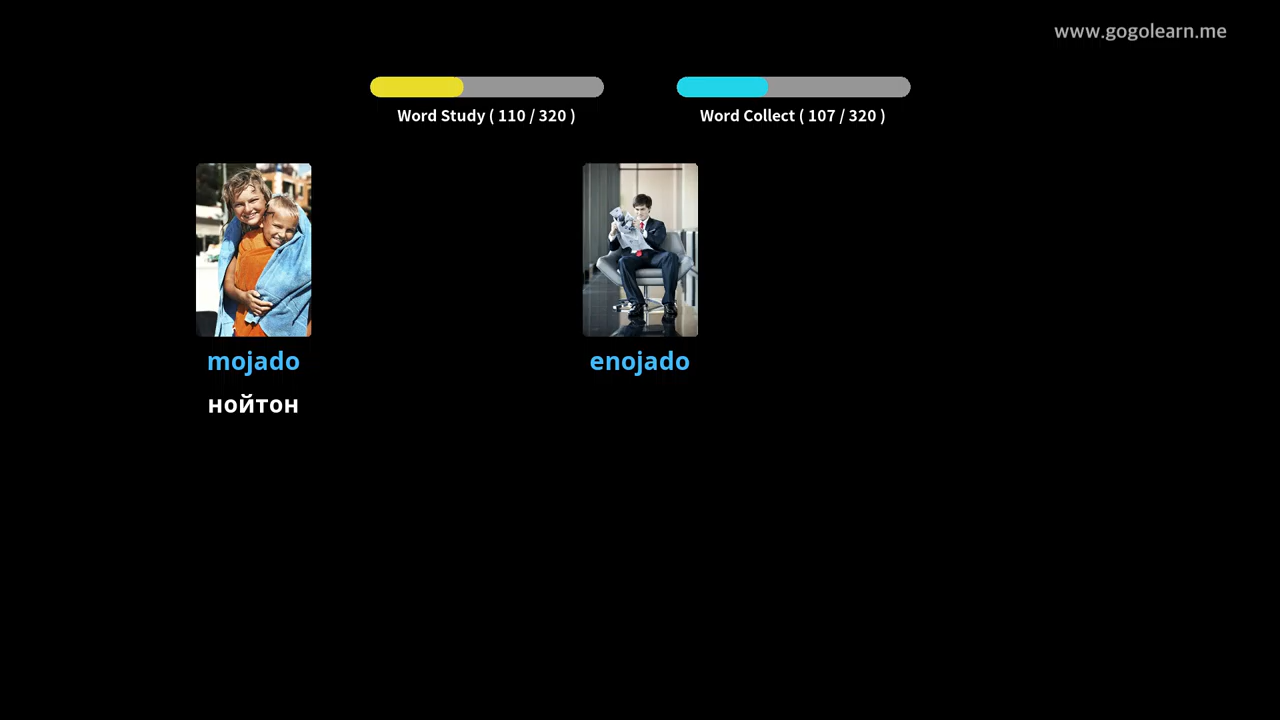 www.gogolearn.me
Word Study ( 110 / 320 )
Word Collect ( 107 / 320 )
mojado
enojado
нойтон